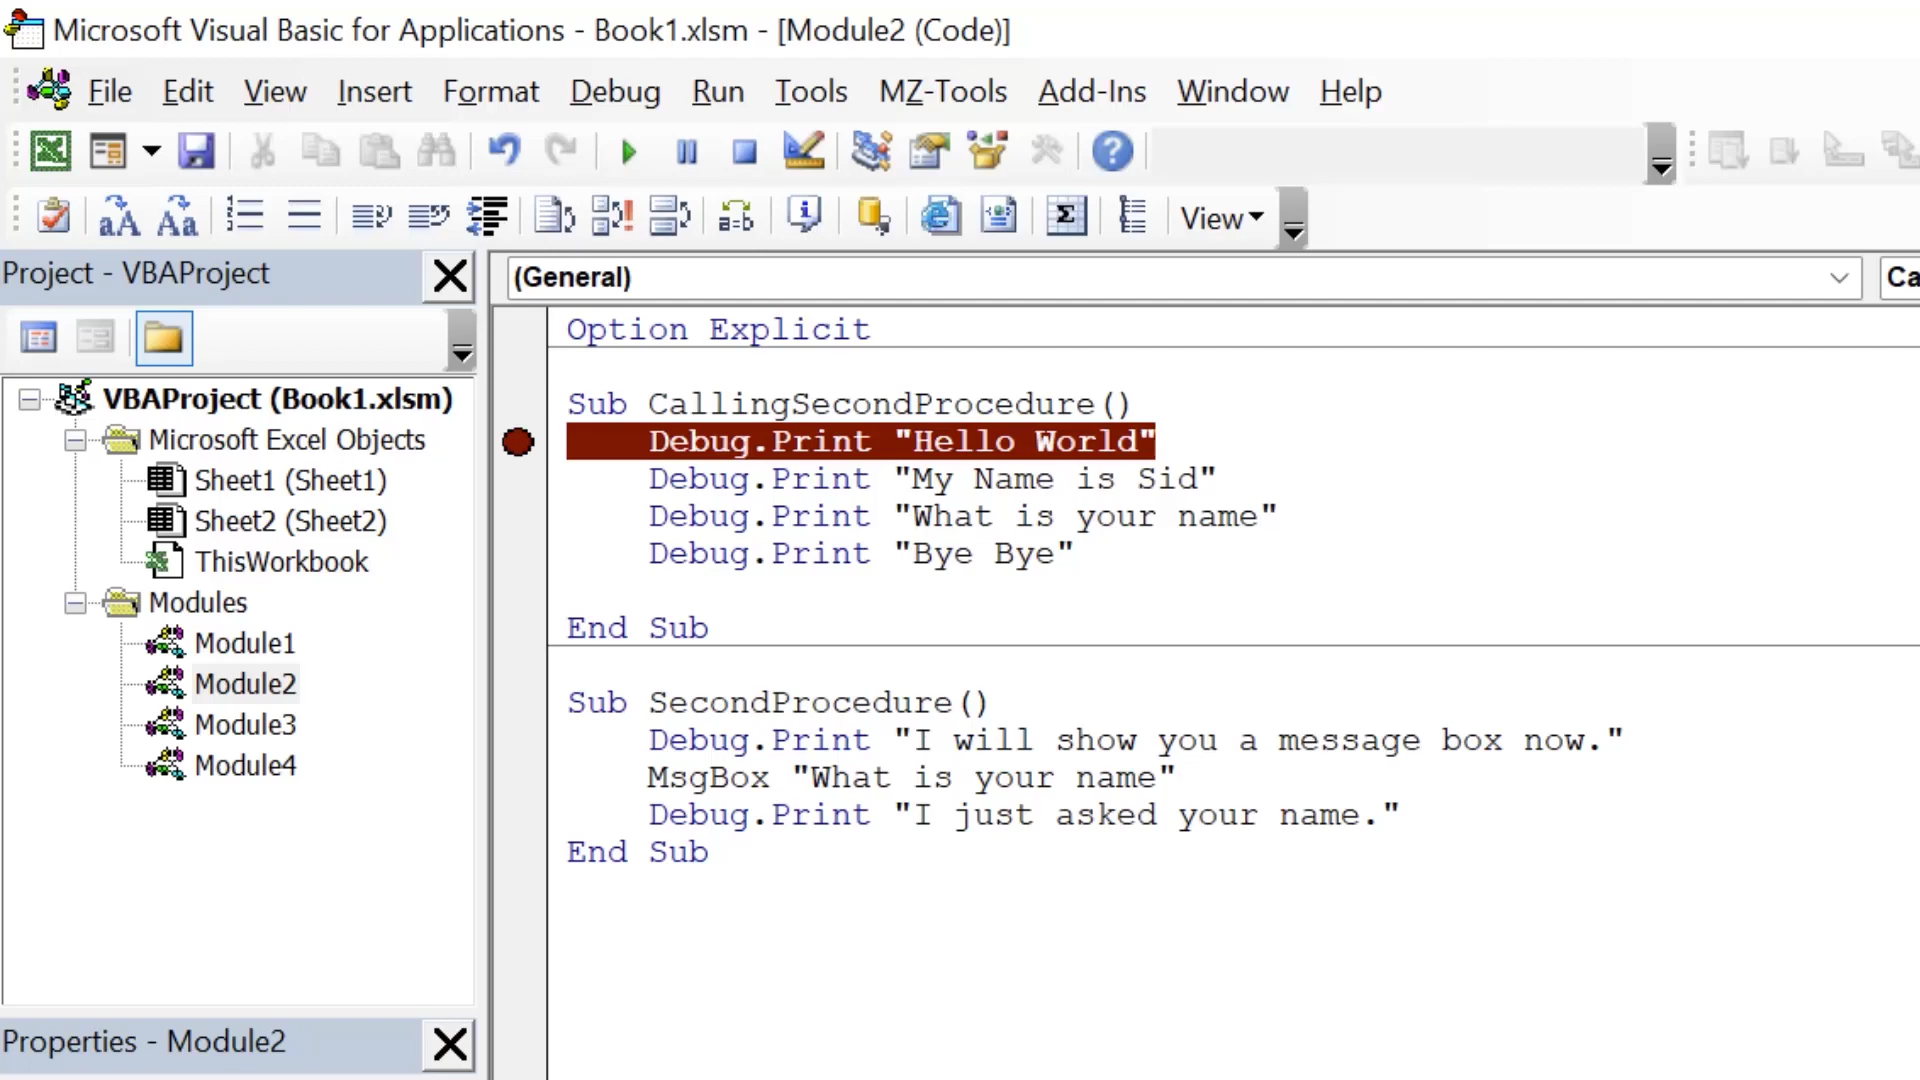 Microsoft Visual Basic for Applications - Book1.xlsm - [Module2 (Code)]
File Edit View Insert Format Debug Run Tools MZ-Tools Add-Ins Window Help
View
Project - VBAProject
VBAProject (Book1.xlsm)
Microsoft Excel Objects
Sheet1 (Sheet1)
Sheet2 (Sheet2)
ThisWorkbook
Modules
Module1
Module2
Module3
Module4
Properties - Module2
(General)
Ca
Option Explicit
Sub CallingSecondProcedure()
Debug.Print "Hello World"
Debug.Print "My Name is Sid"
Debug.Print "What is your name"
Debug.Print "Bye Bye"
End Sub
Sub SecondProcedure()
Debug.Print "I will show you a message box now."
MsgBox "What is your name"
Debug.Print "I just asked your name."
End Sub